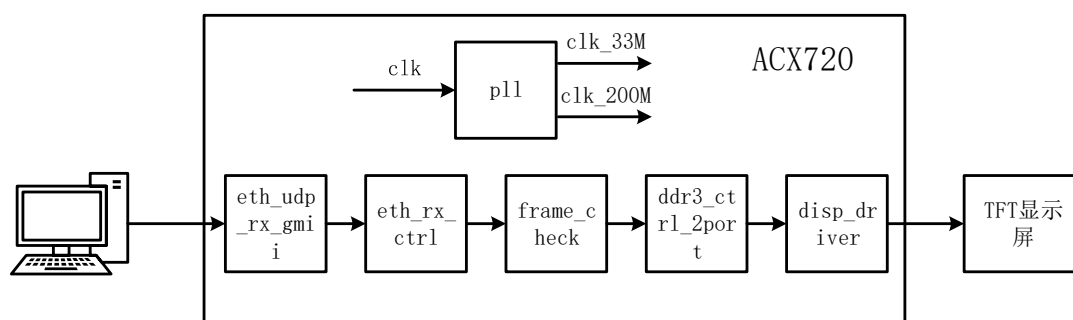 clk_33M
clk
pll
clk_200M
ACX720
eth_udp
_rx_gmi
i
eth_rx_
ctrl
frame_c
heck
ddr3_ct
rl_2por
t
disp_dr
iver
TFT显示
屏